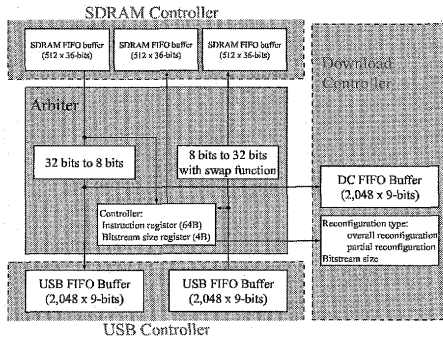 SDRAM Controller
SDRAM FIFO buffer
(512 x 36-bits)
SDRAM FIFO buffer
(512 x 36-bits)
SDRAM FIFO buffer
(512 x 36-bits)
Download
Controller
Arbiter
32 bits to 8 bits
8 bits to 32 bits
with swap function
DC FIFO Buffer
(2,048 x 9-bits)
Controller:
Instruction register (64B)
Bitstream size register (4B)
Reconfiguration type:
overall reconfiguration
partial reconfiguration
Bitstream size
USB FIFO Buffer
(2,048 x 9-bits)
USB FIFO Buffer
(2,048 x 9-bits)
USB Controller